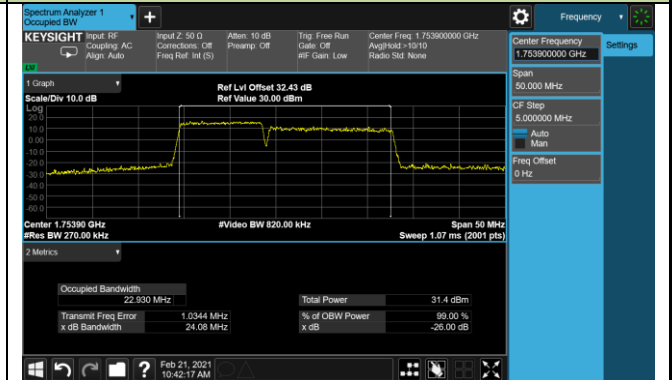 Spectrum Analyzer 1
Occupied BW
Frequency
KEYSIGHT
Input: RF
Coupling: AC
Align: Auto
Input Z: 50 Ω
Corrections: Off
Freq Ref: Int (S)
Atten: 10 dB
Preamp: Off
Trig: Free Run
Gate: Off
#IF Gain: Low
Center Freq: 1.753900000 GHz
Avg|Hold:>10/10
Radio Std: None
LXI
Center Frequency
1.753900000 GHz
Settings
Span
50.000 MHz
CF Step
5.000000 MHz
Auto
Man
Freq Offset
0 Hz
1 Graph
Scale/Div 10.0 dB
Ref Lvl Offset 32.43 dB
Ref Value 30.00 dBm
Log
20.0
10.0
0.00
-10.0
-20.0
-30.0
-40.0
-50.0
-60.0
Center 1.75390 GHz
#Res BW 270.00 kHz
#Video BW 820.00 kHz
Span 50 MHz
Sweep 1.07 ms (2001 pts)
2 Metrics
Occupied Bandwidth
22.930 MHz
Total Power 31.4 dBm
Transmit Freq Error 1.0344 MHz
% of OBW Power 99.00 %
x dB Bandwidth 24.08 MHz
x dB -26.00 dB
?
Feb 21, 2021
10:42:17 AM